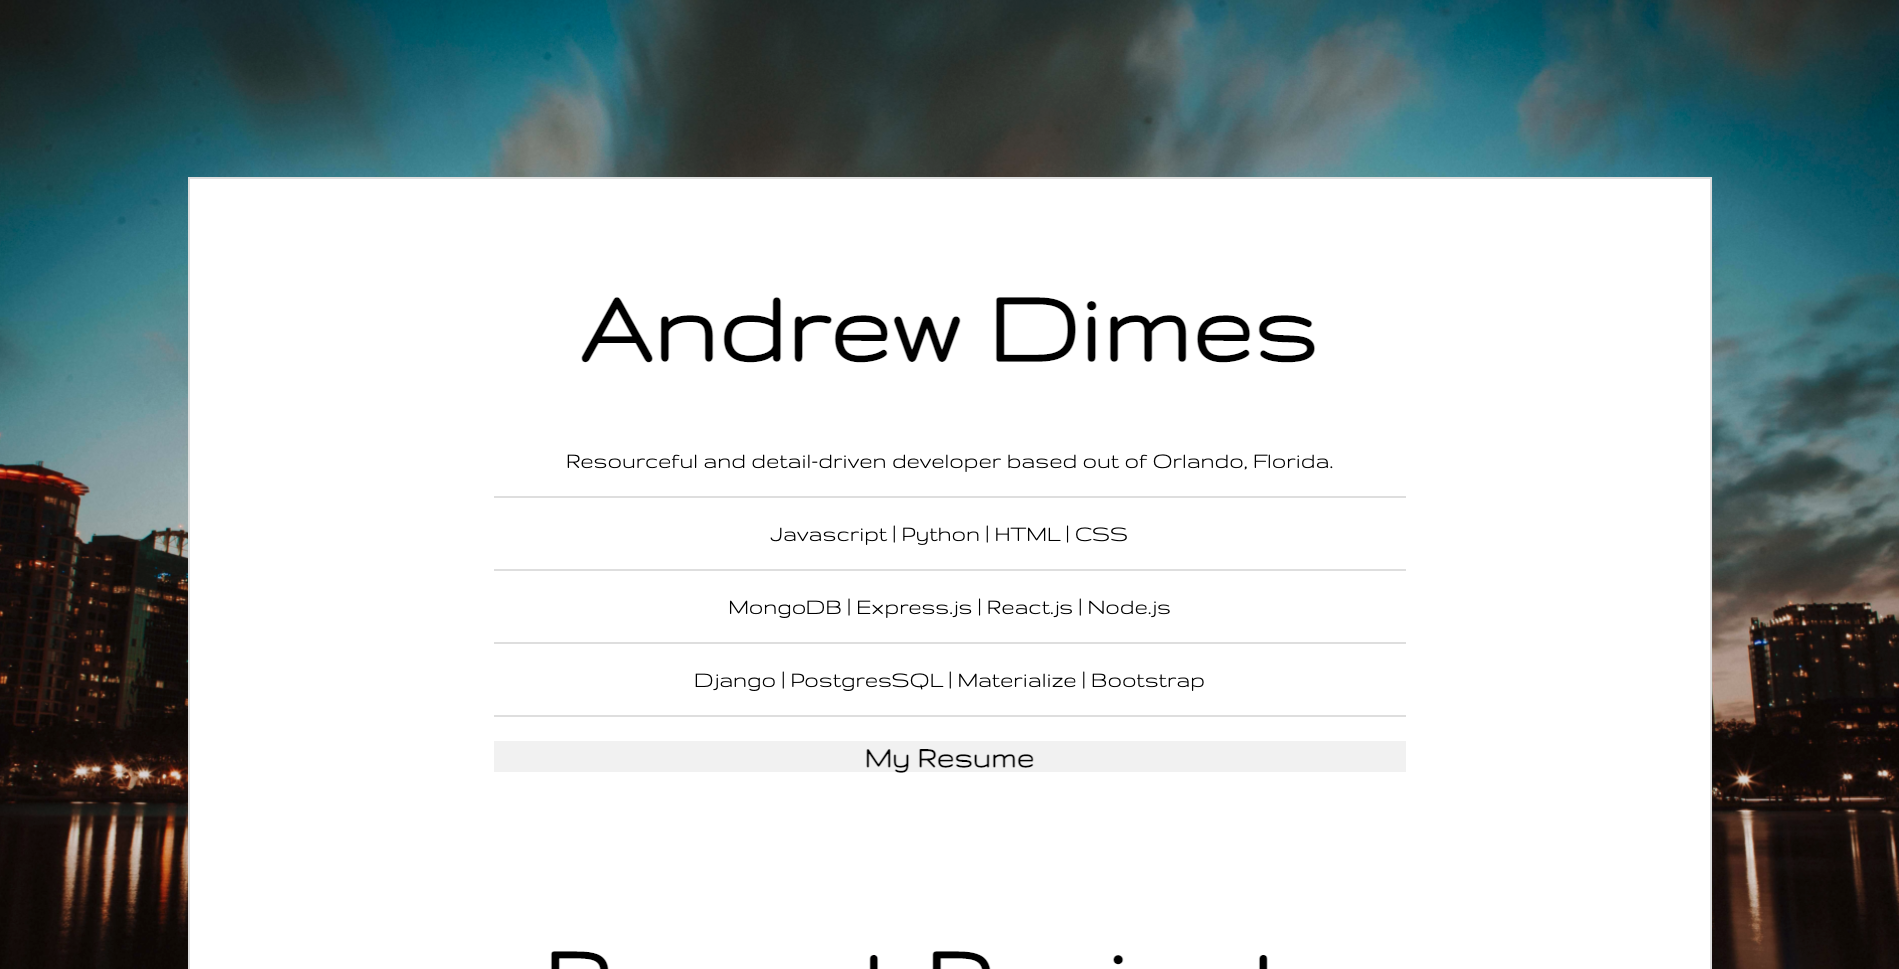 Andrew Dimes
Resourceful and detail-driven developer based out of Orlando, Florida.
Javascript | Python | HTML | CSS
MongoDB | Express.js | React.js | Node.js
Django | PostgresSQL | Materialize | Bootstrap
My Resume